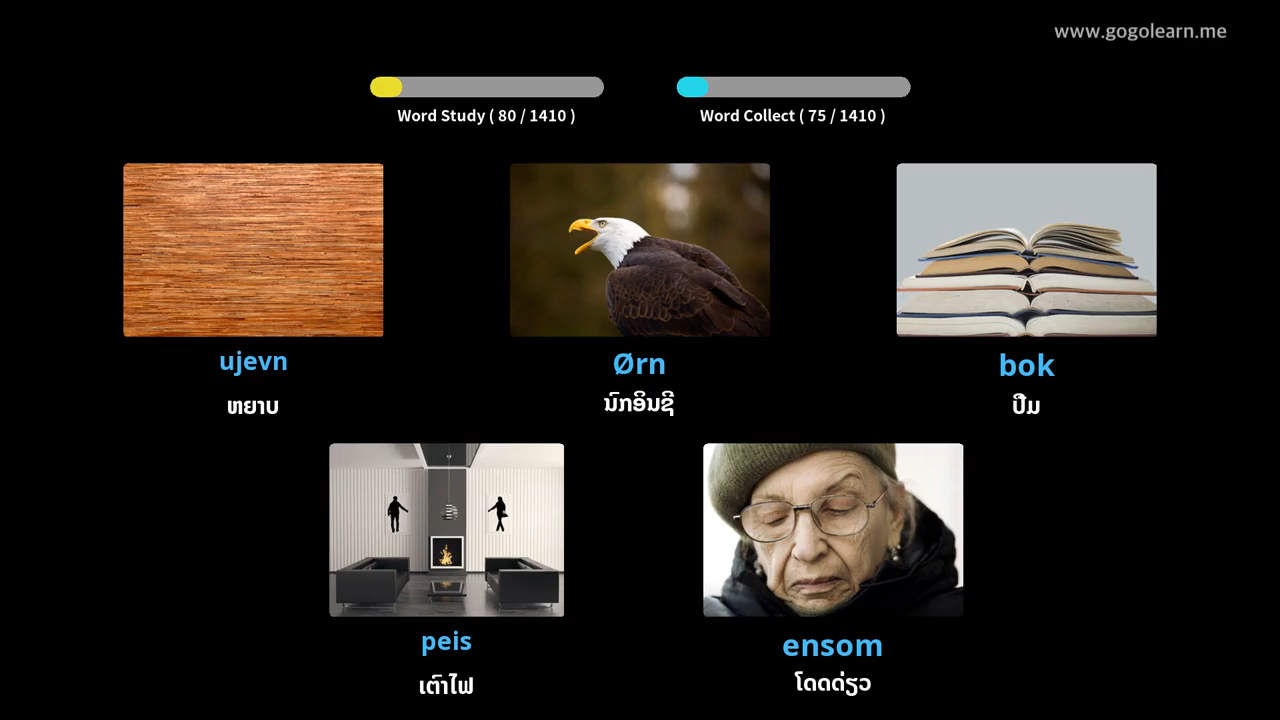 www.gogolearn.me
Word Study ( 80 / 1410 )
Word Collect ( 75 / 1410 )
ujevn
ຫຍາບ
Ørn
ນົກອິນຊີ
bok
ປຶ້ມ
peis
ເຕົາໄຟ
ensom
ໂດດດ່ຽວ